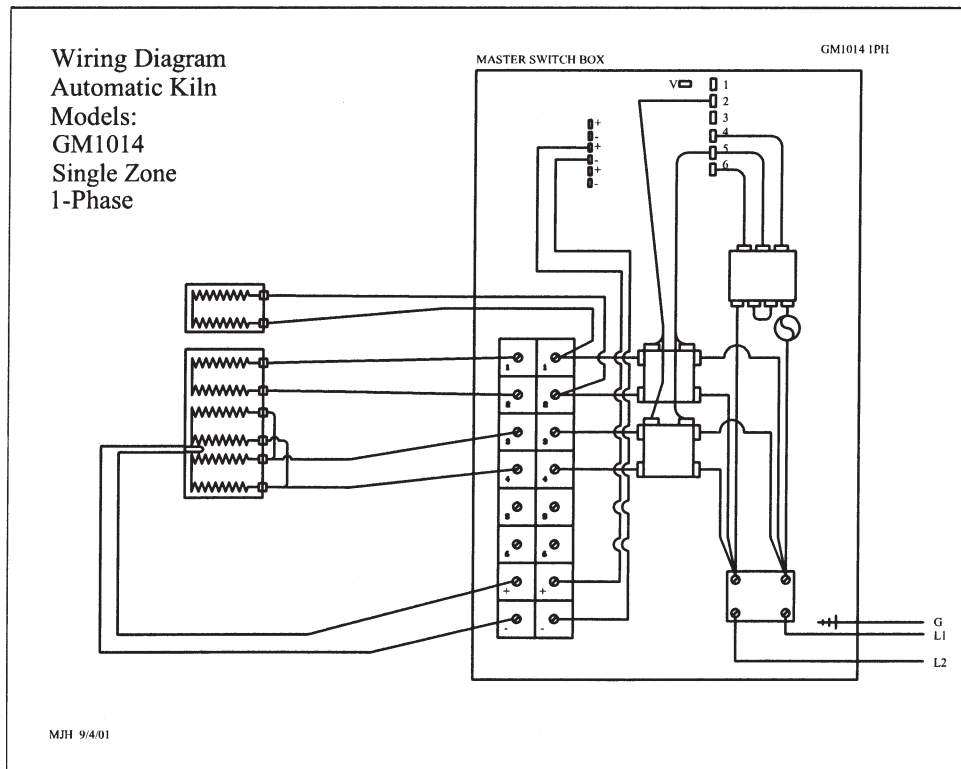 Wiring Diagram
Automatic Kiln
Models:
GM1014
Single Zone
1-Phase
MASTER SWITCH BOX
GM1014 1PH
V
1
2
3
4
5
6
+
-
+
-
+
-
1 1
2 2
3 3
4 4
5 5
6 6
+ +
- -
G
L1
L2
MJH 9/4/01